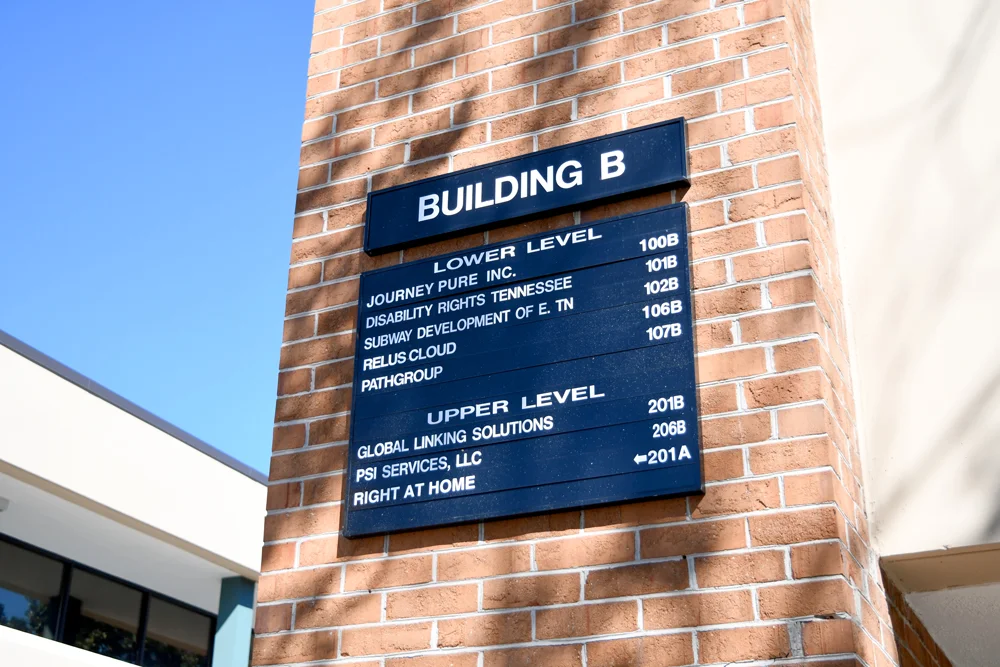 BUILDING B
LOWER LEVEL
JOURNEY PURE INC. 100B
DISABILITY RIGHTS TENNESSEE 101B
SUBWAY DEVELOPMENT OF E. TN 102B
RELUS CLOUD 106B
PATHGROUP 107B
UPPER LEVEL
GLOBAL LINKING SOLUTIONS 201B
PSI SERVICES, LLC 206B
RIGHT AT HOME ⬅201A